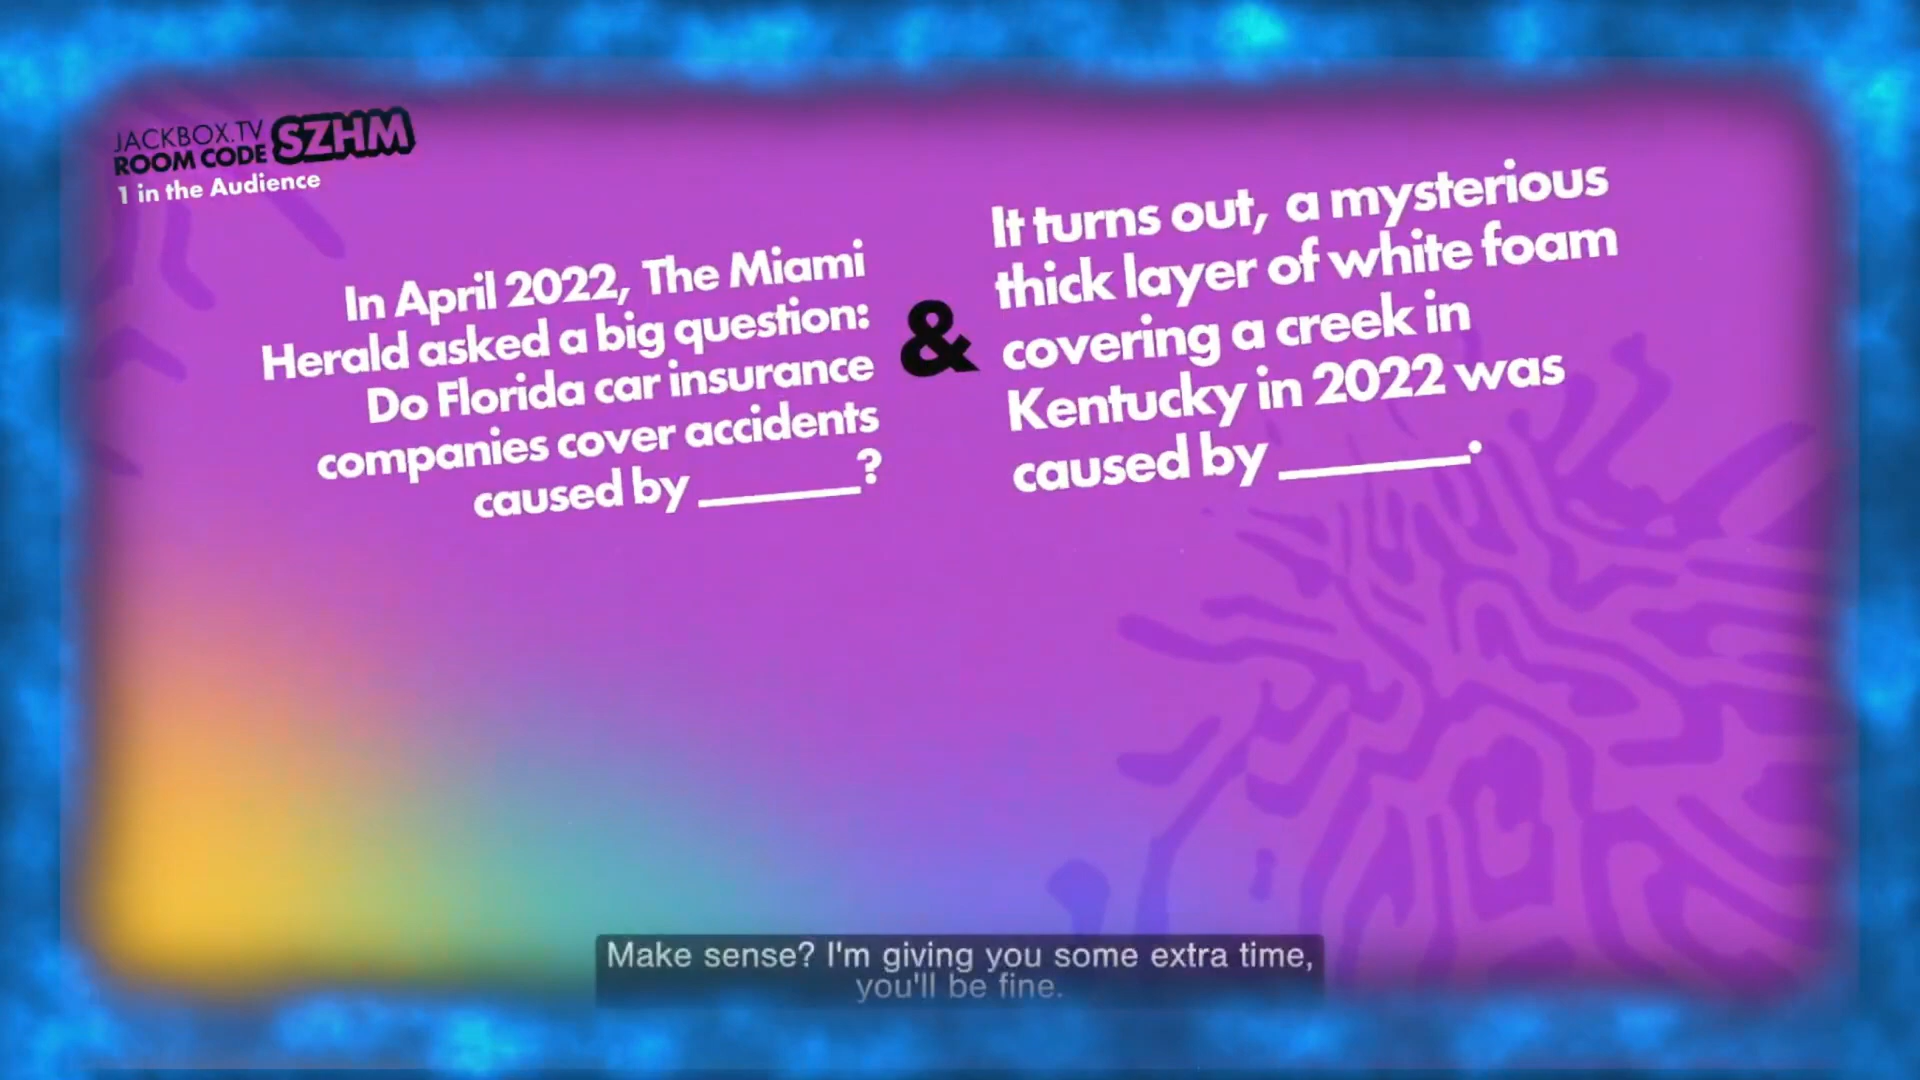 JACKBOX.TV
ROOM CODE SZHM
1 in the Audience
In April 2022, The Miami
Herald asked a big question:
Do Florida car insurance
companies cover accidents
caused by ______?
&
It turns out, a mysterious
thick layer of white foam
covering a creek in
Kentucky in 2022 was
caused by ______.
Make sense? I'm giving you some extra time,
you'll be fine.